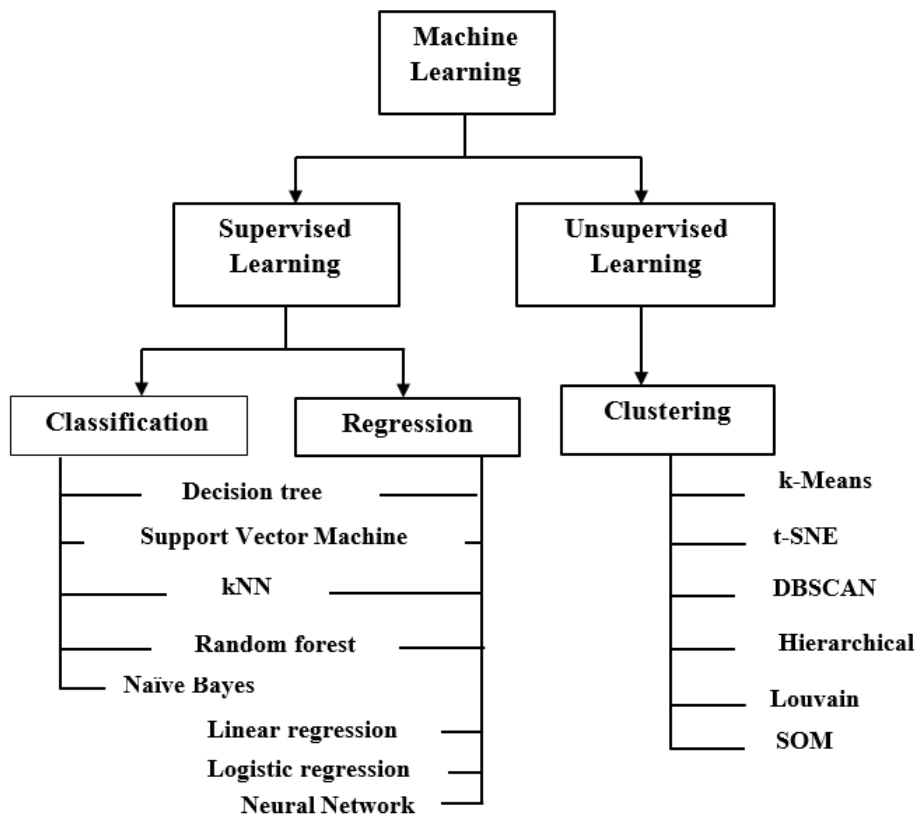 Machine
Learning
Supervised
Learning
Unsupervised
Learning
Classification
Regression
Clustering
Decision tree
Support Vector Machine
kNN
Random forest
Naïve Bayes
Linear regression
Logistic regression
Neural Network
k-Means
t-SNE
DBSCAN
Hierarchical
Louvain
SOM